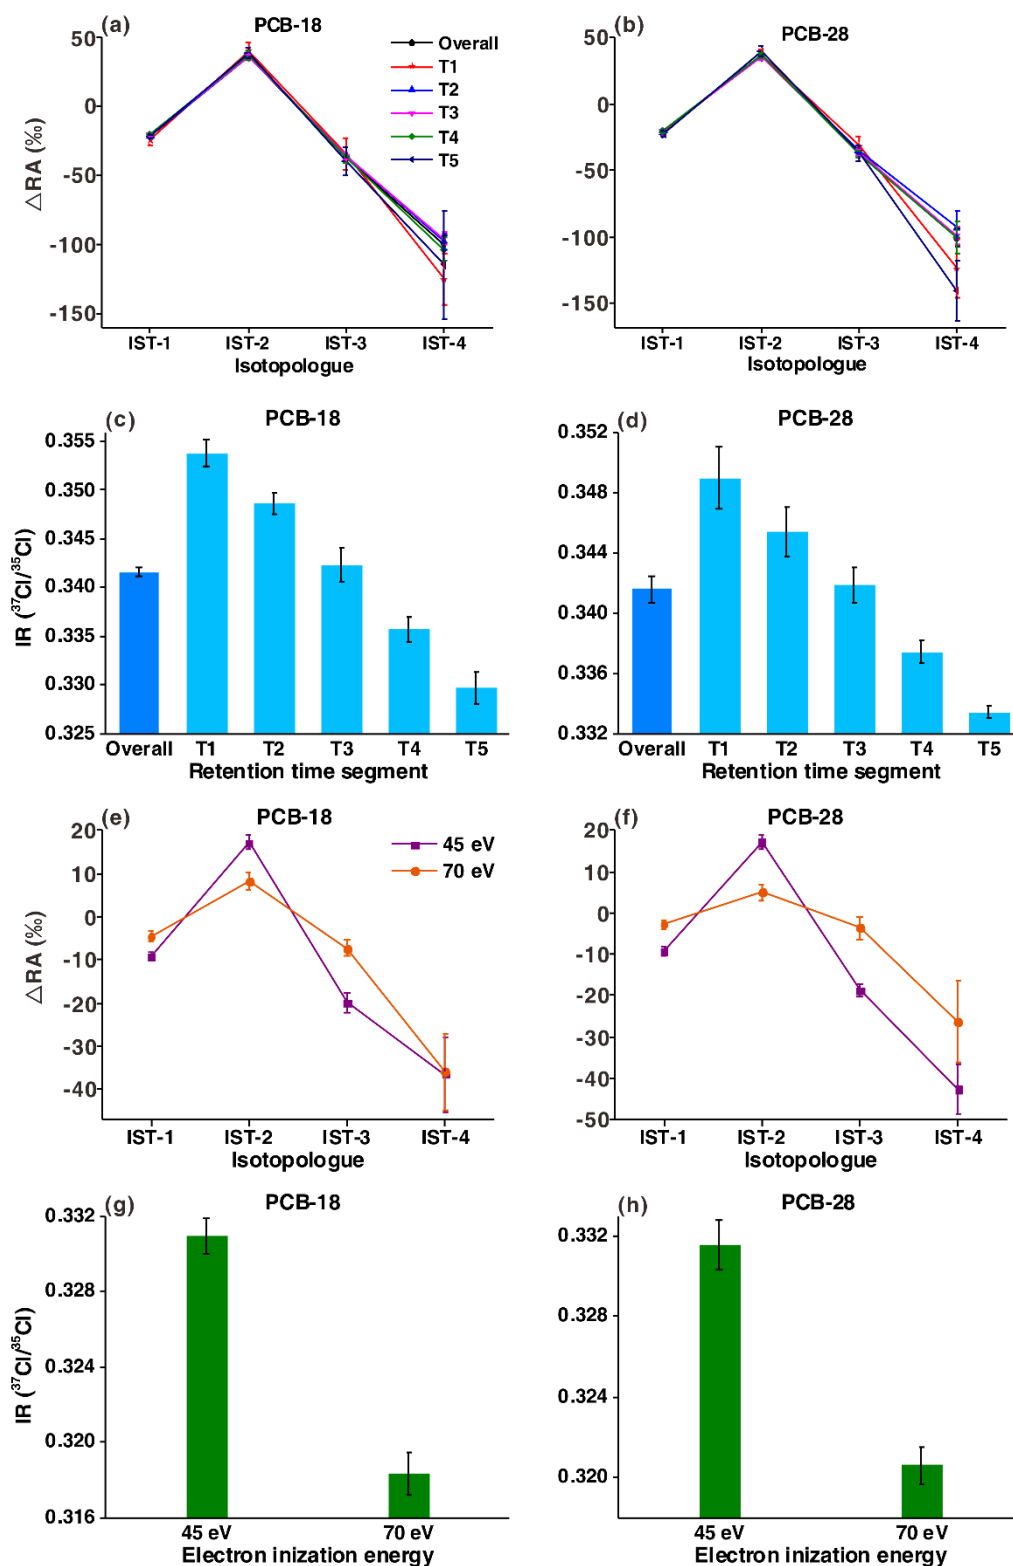 (a)
PCB-18
50
0
-50
-100
-150
△RA (‰)
Overall
T1
T2
T3
T4
T5
IST-1 IST-2 IST-3 IST-4
Isotopologue
(b)
PCB-28
50
0
-50
-100
-150
IST-1 IST-2 IST-3 IST-4
Isotopologue
(c)
PCB-18
0.355
0.350
0.345
0.340
0.335
0.330
0.325
IR (³⁷Cl/³⁵Cl)
Overall T1 T2 T3 T4 T5
Retention time segment
(d)
PCB-28
0.352
0.348
0.344
0.340
0.336
0.332
Overall T1 T2 T3 T4 T5
Retention time segment
(e)
PCB-18
20
10
0
-10
-20
-30
-40
△RA (‰)
45 eV
70 eV
IST-1 IST-2 IST-3 IST-4
Isotopologue
(f)
PCB-28
20
10
0
-10
-20
-30
-40
-50
IST-1 IST-2 IST-3 IST-4
Isotopologue
(g)
PCB-18
0.332
0.328
0.324
0.320
0.316
IR (³⁷Cl/³⁵Cl)
45 eV 70 eV
Electron inization energy
(h)
PCB-28
0.332
0.328
0.324
0.320
45 eV 70 eV
Electron inization energy